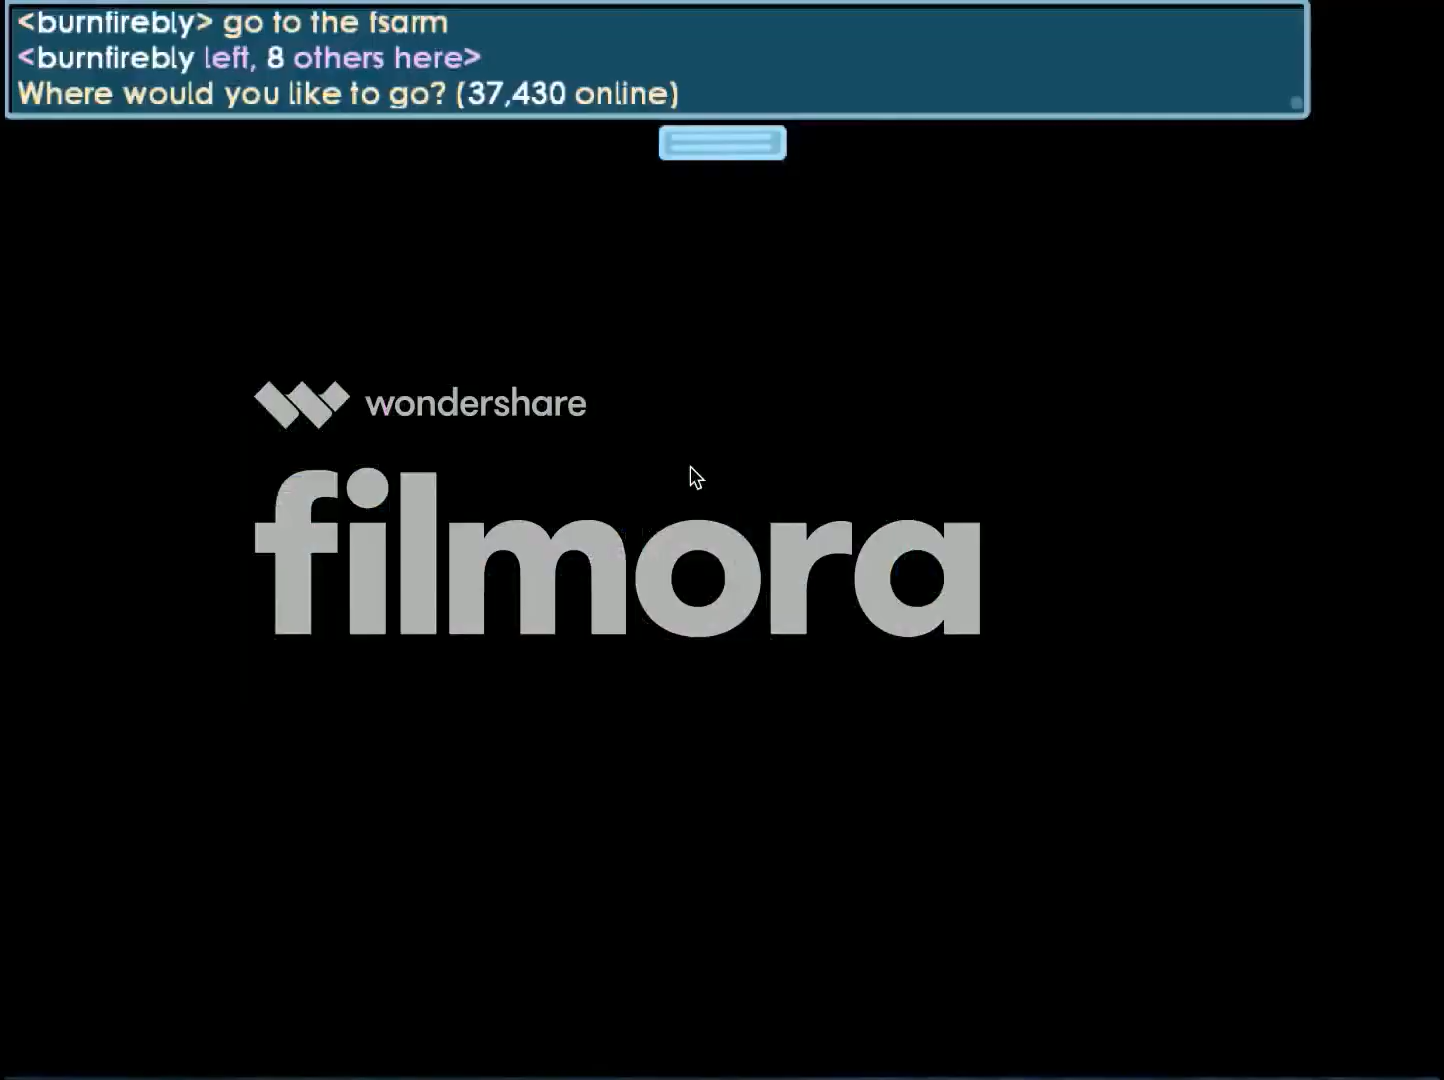 <burnfirebly> go to the fsarm
<burnfirebly left, 8 others here>
Where would you like to go? (37,430 online)
wondershare
filmora